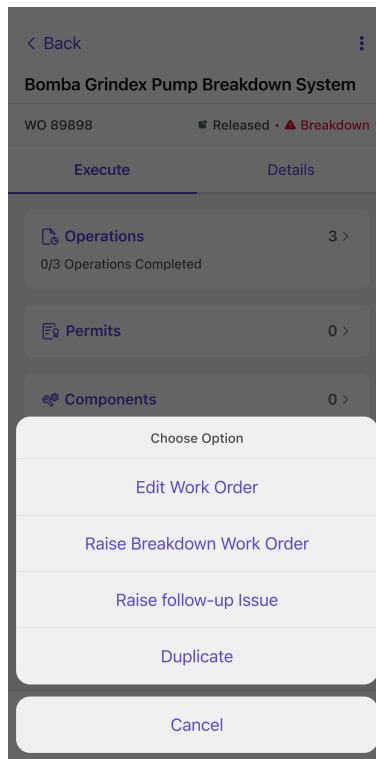 Back
Bomba Grindex Pump Breakdown System
WO 89898 Released · Breakdown
Execute Details
Operations 3
0/3 Operations Completed
Permits 0
Components 0
Choose Option
Edit Work Order
Raise Breakdown Work Order
Raise follow-up Issue
Duplicate
Cancel